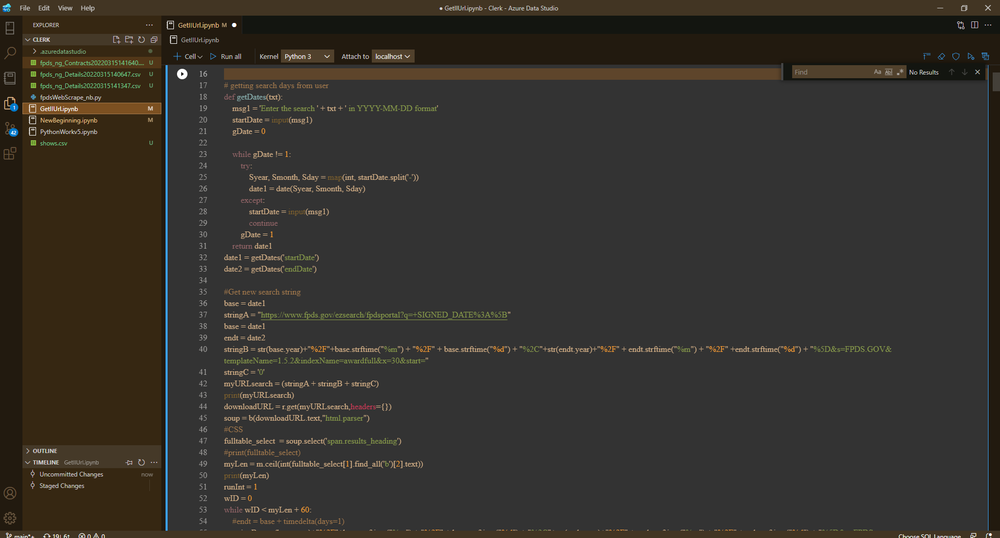 File Edit View Help
● GetIIUrl.ipynb - Clerk - Azure Data Studio
EXPLORER
CLERK
.azuredatastudio
fpds_ng_Contracts20220315141640.... U
fpds_ng_Details20220315140647.csv U
fpds_ng_Details20220315141347.csv U
fpdsWebScrape_nb.py
GetIIUrl.ipynb M
NewBeginning.ipynb M
PythonWorkv5.ipynb
shows.csv U
1
42
OUTLINE
TIMELINE GetIIUrl.ipynb
Uncommitted Changes now
Staged Changes
GetIIUrl.ipynb M
GetIIUrl.ipynb
Cell Run all Kernel Python 3 Attach to localhost
Find Aa Abl .* No Results
16
17 # getting search days from user
18 def getDates(txt):
19 msg1 = 'Enter the search ' + txt + ' in YYYY-MM-DD format'
20 startDate = input(msg1)
21 gDate = 0
22
23 while gDate != 1:
24 try:
25 Syear, Smonth, Sday = map(int, startDate.split('-'))
26 date1 = date(Syear, Smonth, Sday)
27 except:
28 startDate = input(msg1)
29 continue
30 gDate = 1
31 return date1
32 date1 = getDates('startDate')
33 date2 = getDates('endDate')
34
35 #Get new search string
36 base = date1
37 stringA = "https://www.fpds.gov/ezsearch/fpdsportal?q=+SIGNED_DATE%3A%5B"
38 base = date1
39 endt = date2
40 stringB = str(base.year)+"%2F"+base.strftime("%m") + "%2F" + base.strftime("%d") + "%2C"+str(endt.year)+"%2F" + endt.strftime("%m") + "%2F" +endt.strftime("%d") + "%5D&s=FPDS.GOV&
templateName=1.5.2&indexName=awardfull&x=30&start="
41 stringC = '0'
42 myURLsearch = (stringA + stringB + stringC)
43 print(myURLsearch)
44 downloadURL = r.get(myURLsearch,headers={})
45 soup = b(downloadURL.text,"html.parser")
46 #CSS
47 fulltable_select  = soup.select('span.results_heading')
48 #print(fulltable_select)
49 myLen = m.ceil(int(fulltable_select[1].find_all('b')[2].text))
50 print(myLen)
51 runInt = 1
52 wID = 0
53 while wID < myLen + 60:
54 #endt = base + timedelta(days=1)
main*+ 19↓ 6↑ 0 0
Choose SQL Language